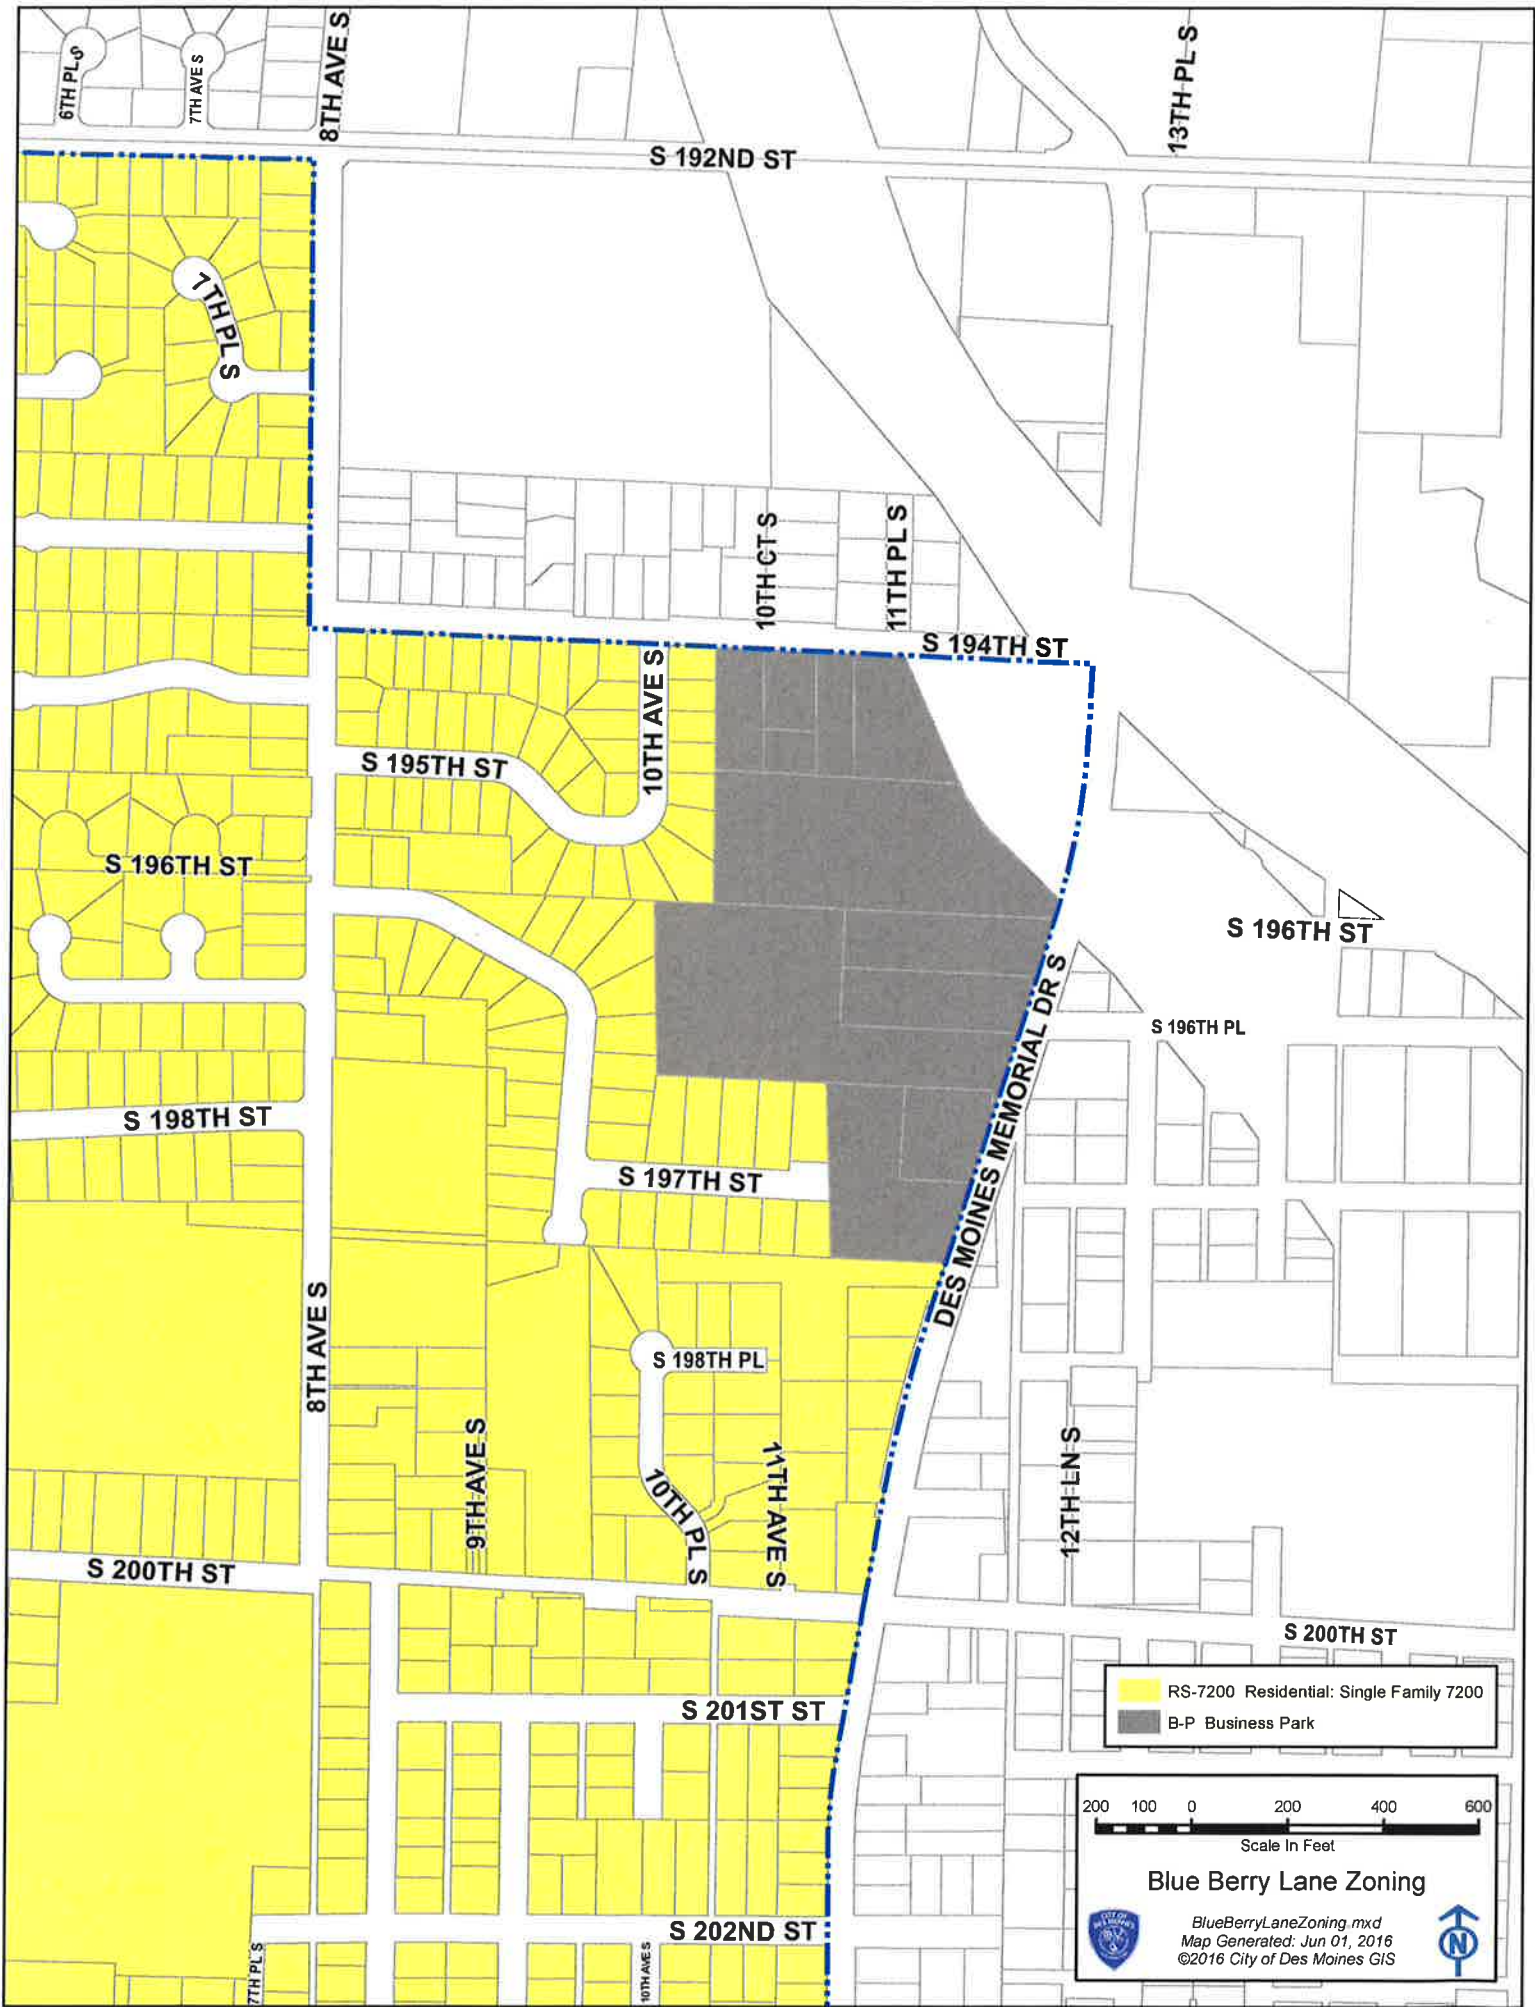 6TH PL S
7TH AVE S
8TH AVE S
13TH PL S
S 192ND ST
7TH PL S
10TH CT S
11TH PL S
S 194TH ST
10TH AVE S
S 195TH ST
S 196TH ST
S 196TH ST
S 196TH PL
DES MOINES MEMORIAL DR S
S 198TH ST
S 197TH ST
8TH AVE S
S 198TH PL
9TH AVE S
10TH PL S
11TH AVE S
12TH LN S
S 200TH ST
S 200TH ST
S 201ST ST
S 202ND ST
7TH PL S
10TH AVE S
RS-7200 Residential: Single Family 7200
B-P Business Park
200 100 0 200 400 600
Scale In Feet
Blue Berry Lane Zoning
CITY OF
DES MOINES
BlueBerryLaneZoning.mxd
Map Generated: Jun 01, 2016
©2016 City of Des Moines GIS
N